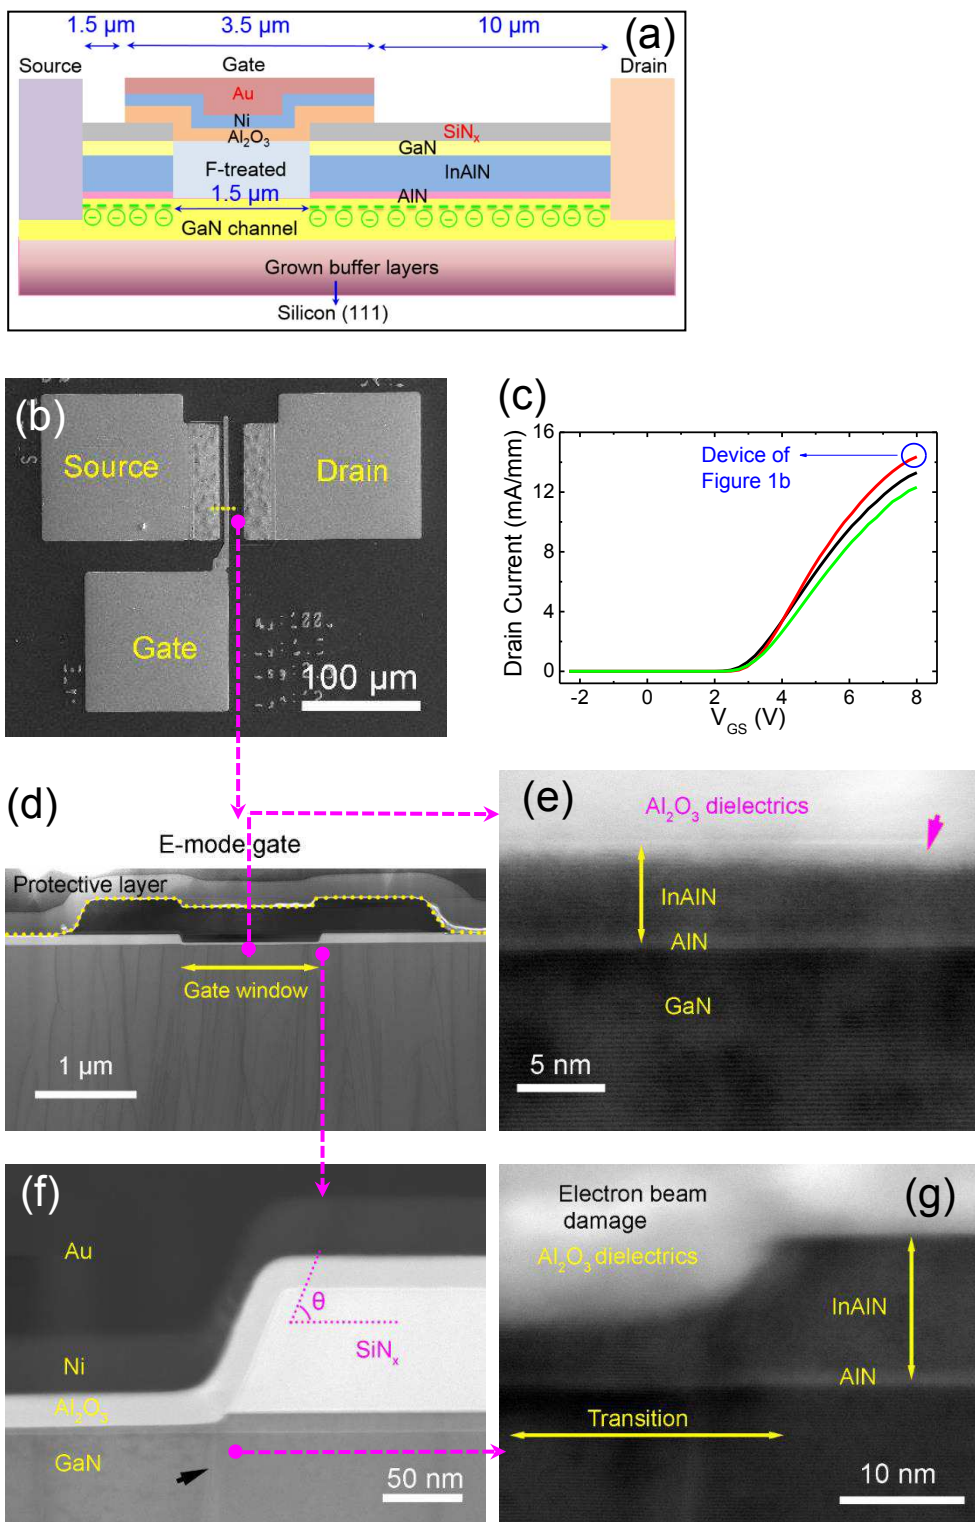 (a)
1.5 µm
3.5 µm
10 µm
Source
Gate
Drain
Au
Ni
Al₂O₃
SiNₓ
GaN
F-treated
InAlN
1.5 µm
AlN
GaN channel
Grown buffer layers
Silicon (111)
(b)
Source
Drain
Gate
100 µm
(c)
Drain Current (mA/mm)
16
12
8
4
0
Device of
Figure 1b
-2 0 2 4 6 8
V_GS (V)
(d)
E-mode gate
Protective layer
Gate window
1 µm
(e)
Al₂O₃ dielectrics
InAlN
AlN
GaN
5 nm
(f)
Au
θ
SiNₓ
Ni
Al₂O₃
GaN
50 nm
(g)
Electron beam
damage
Al₂O₃ dielectrics
InAlN
AlN
Transition
10 nm